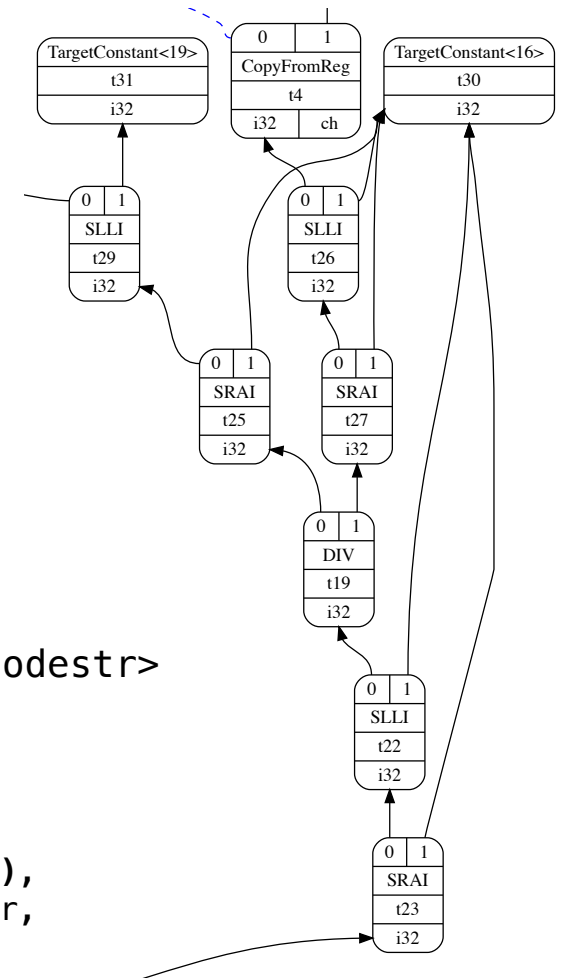 TargetConstant<19>
t31
i32
0 1
CopyFromReg
t4
i32 ch
TargetConstant<16>
t30
i32
0 1
SLLI
t29
i32
0 1
SLLI
t26
i32
0 1
SRAI
t25
i32
0 1
SRAI
t27
i32
0 1
DIV
t19
i32
odestr>
0 1
SLLI
t22
i32
0 1
SRAI
t23
i32
),
r,